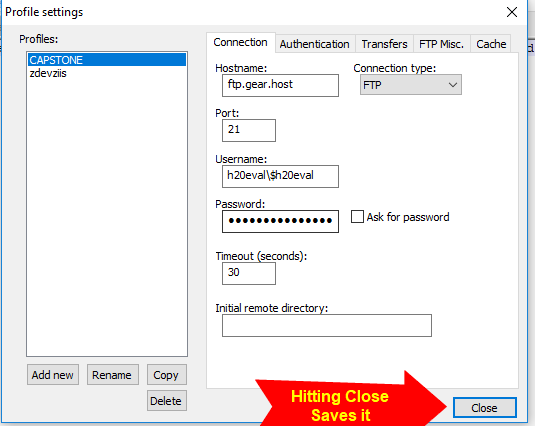 Profile settings
Profiles:
CAPSTONE
zdevziis
Add new
Rename
Copy
Delete
Connection
Authentication
Transfers
FTP Misc.
Cache
Hostname:
ftp.gear.host
Connection type:
FTP
Port:
21
Username:
h20eval\$h20eval
Password:
●●●●●●●●●●●●●●●
Ask for password
Timeout (seconds):
30
Initial remote directory:
Hitting Close
Saves it
Close